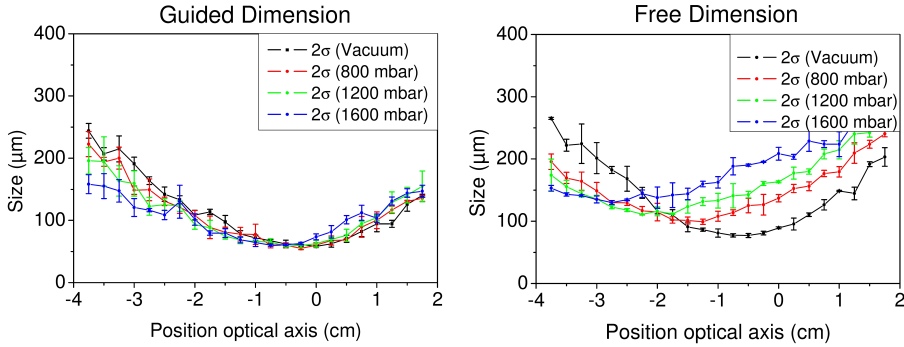 Guided Dimension
400
300
200
100
0
Size (µm)
-4 -3 -2 -1 0 1 2
Position optical axis (cm)
2σ (Vacuum)
2σ (800 mbar)
2σ (1200 mbar)
2σ (1600 mbar)
Free Dimension
400
300
200
100
0
Size (µm)
-4 -3 -2 -1 0 1 2
Position optical axis (cm)
2σ (Vacuum)
2σ (800 mbar)
2σ (1200 mbar)
2σ (1600 mbar)